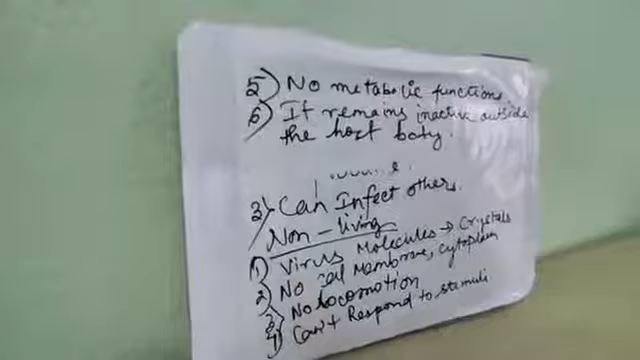 5) No metabolic functions.
6) It remains inactive outside
the host body.
3) Can Infect others.
Non-living
1) Virus Molecules → Crystals
2) No cell Membrane, cytoplasm
3) No locomotion
4) Can't Respond to stimuli